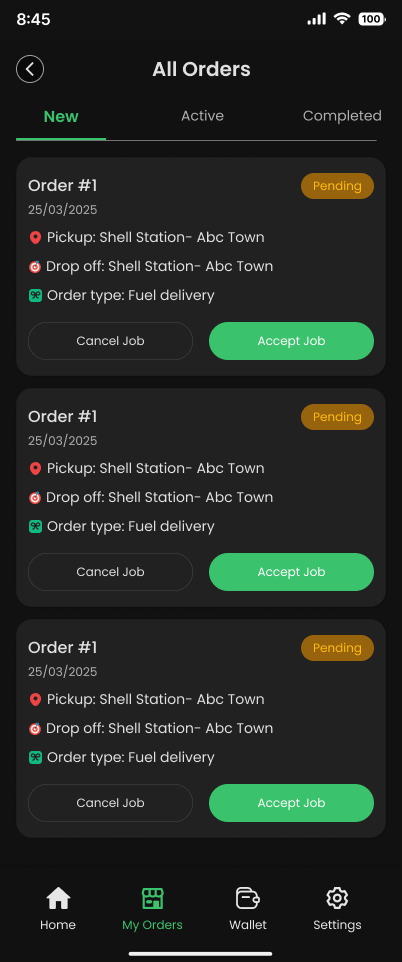 8:45
100
All Orders
New Active Completed
Order #1 Pending
25/03/2025
Pickup: Shell Station- Abc Town
Drop off: Shell Station- Abc Town
Order type: Fuel delivery
Cancel Job Accept Job
Order #1 Pending
25/03/2025
Pickup: Shell Station- Abc Town
Drop off: Shell Station- Abc Town
Order type: Fuel delivery
Cancel Job Accept Job
Order #1 Pending
25/03/2025
Pickup: Shell Station- Abc Town
Drop off: Shell Station- Abc Town
Order type: Fuel delivery
Cancel Job Accept Job
Home My Orders Wallet Settings